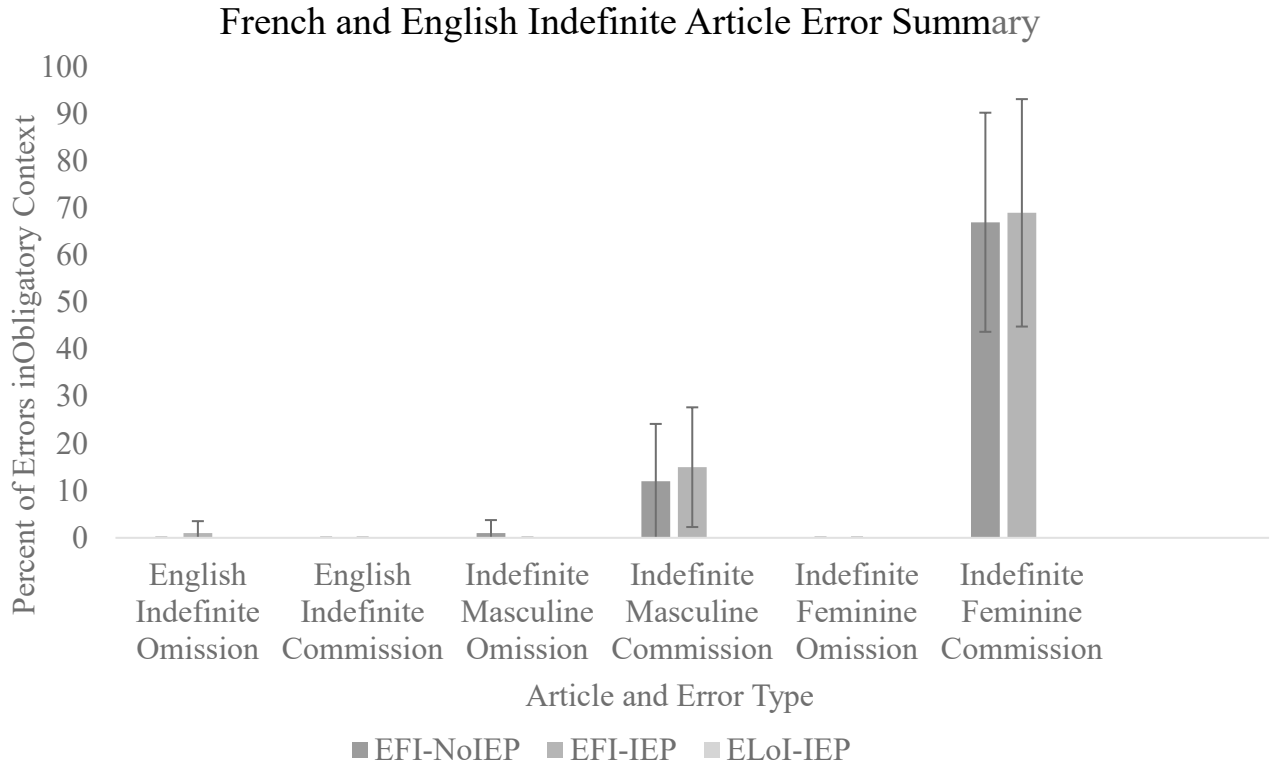 French and English Indefinite Article Error Summary
100
90
80
70
60
50
40
30
20
10
0
Percent of Errors inObligatory Context
English Indefinite Omission
English Indefinite Commission
Indefinite Masculine Omission
Indefinite Masculine Commission
Indefinite Feminine Omission
Indefinite Feminine Commission
Article and Error Type
EFI-NoIEP EFI-IEP ELoI-IEP